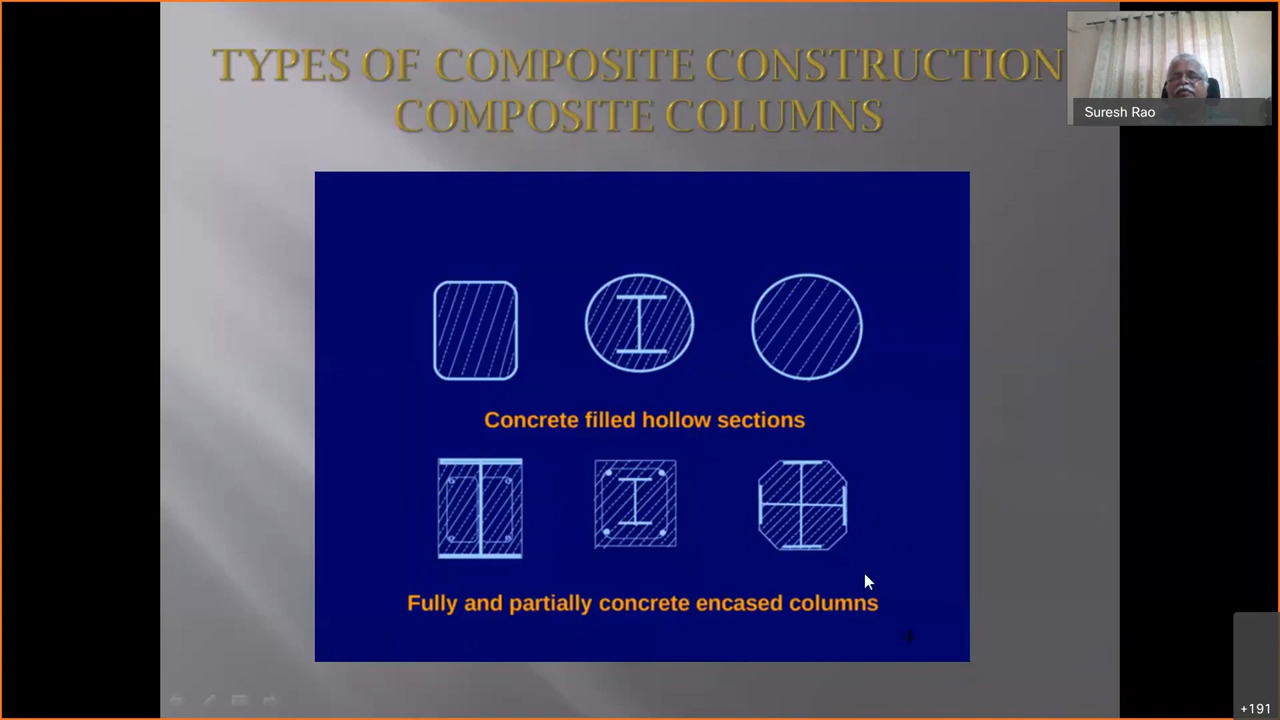 TYPES OF COMPOSITE CONSTRUCTION
COMPOSITE COLUMNS
Suresh Rao
Concrete filled hollow sections
Fully and partially concrete encased columns
+191